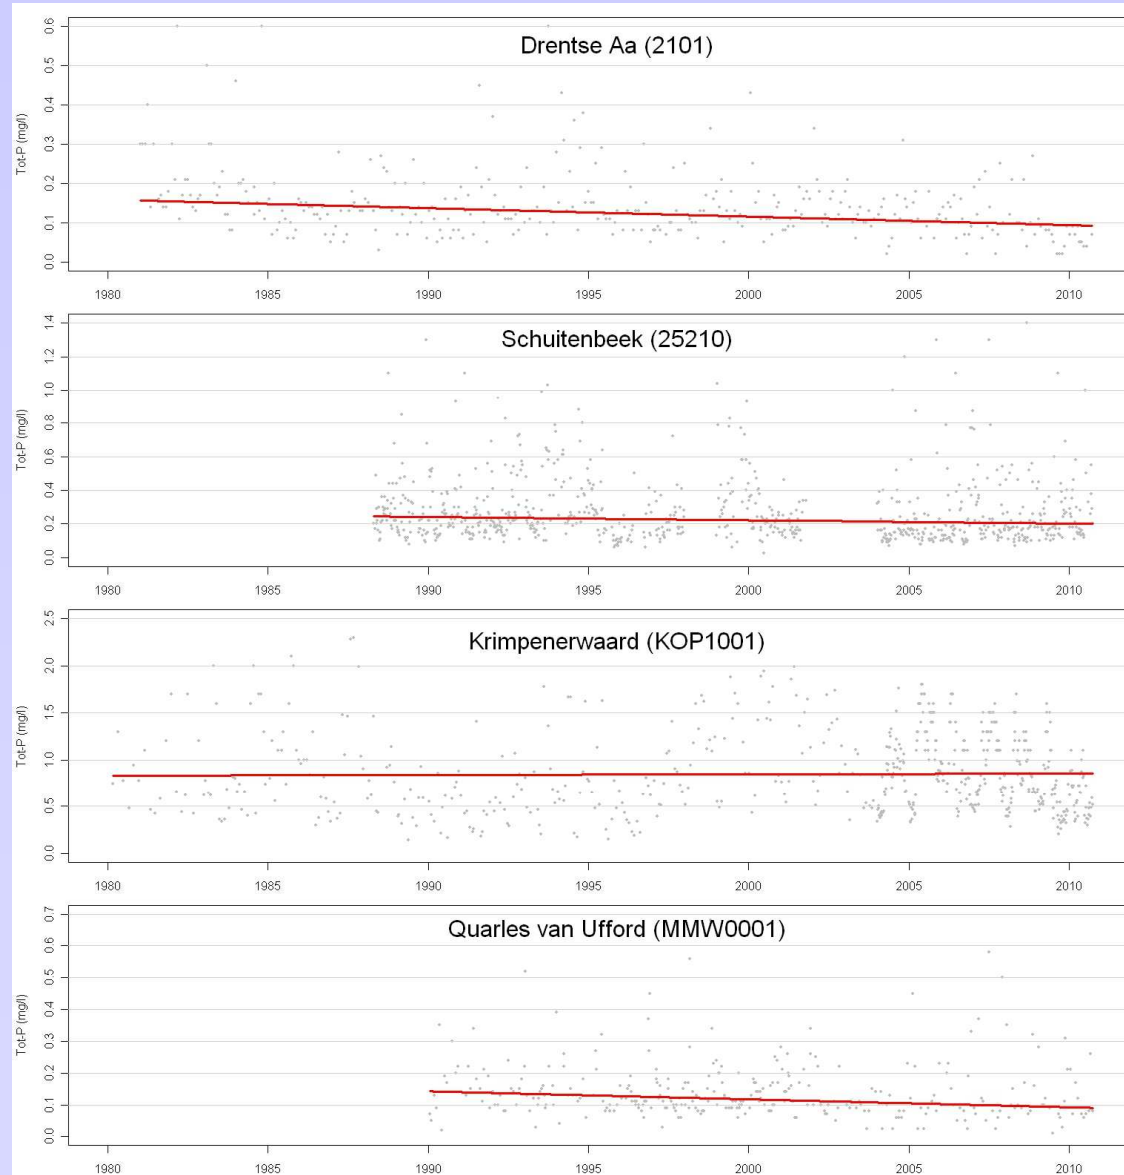 Drentse Aa (2101)
Tot-P (mg/l)
0.6
0.5
0.4
0.3
0.2
0.1
0.0
1980 1985 1990 1995 2000 2005 2010
Schuitenbeek (25210)
Tot-P (mg/l)
1.4
1.2
1.0
0.8
0.6
0.4
0.2
0.0
1980 1985 1990 1995 2000 2005 2010
Krimpenerwaard (KOP1001)
Tot-P (mg/l)
2.5
2.0
1.5
1.0
0.5
0.0
1980 1985 1990 1995 2000 2005 2010
Quarles van Ufford (MMW0001)
Tot-P (mg/l)
0.7
0.6
0.5
0.4
0.3
0.2
0.1
0.0
1980 1985 1990 1995 2000 2005 2010